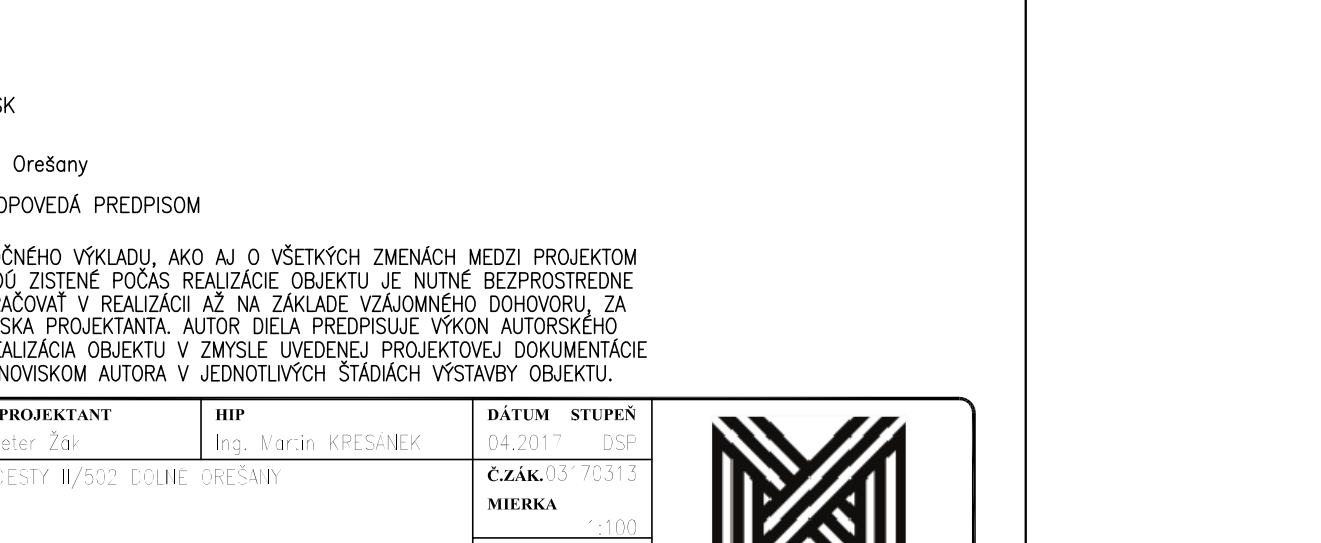 SK
Orešany
OPOVEDÁ PREDPISOM
OČNÉHO VÝKLADU, AKO AJ O VŠETKÝCH ZMENÁCH MEDZI PROJEKTOM
DÚ ZISTENÉ POČAS REALIZÁCIE OBJEKTU JE NUTNÉ BEZPROSTREDNE
RAČOVAŤ V REALIZÁCII AŽ NA ZÁKLADE VZÁJOMNÉHO DOHOVORU, ZA
ISKA PROJEKTANTA. AUTOR DIELA PREDPISUJE VÝKON AUTORSKÉHO
EALIZÁCIA OBJEKTU V ZMYSLE UVEDENEJ PROJEKTOVEJ DOKUMENTÁCIE
NOVISKOM AUTORA V JEDNOTLIVÝCH ŠTÁDIÁCH VÝSTAVBY OBJEKTU.
PROJEKTANT HIP DÁTUM STUPEŇ
eter Žák Ing. Martin KRESÁNEK 04.2017 DSP
CESTY II/502 DOLNÉ OREŠANY Č.ZÁK. 03170313
MIERKA
1:100